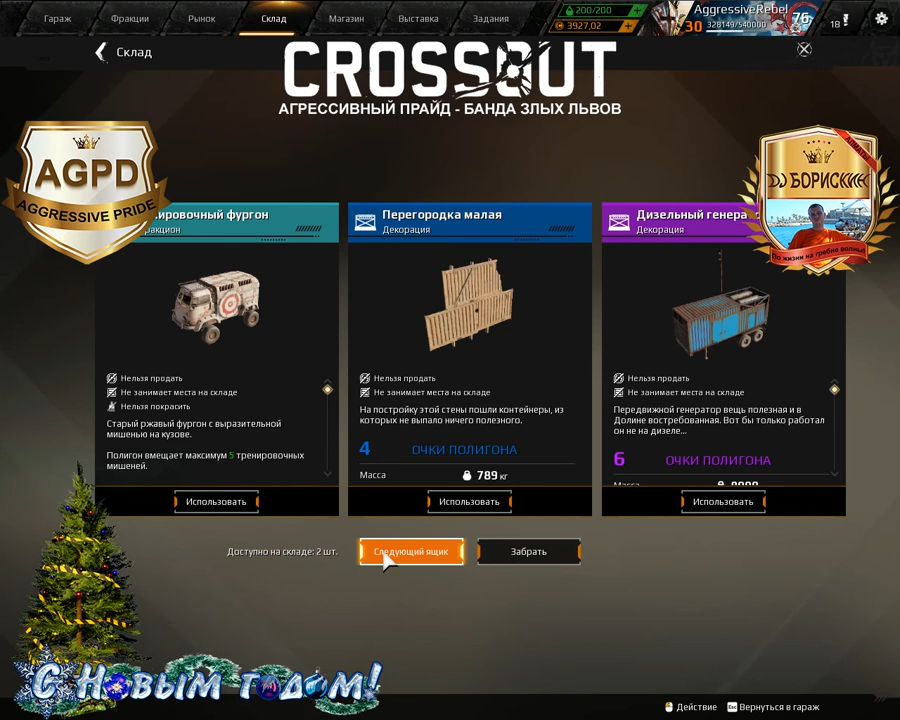 Гараж Фракции Рынок Склад Магазин Выставка Задания
200/200
3927,02
AggressiveRebel
30 328149/540000
76
18
Склад
CROSSOUT
АГРЕССИВНЫЙ ПРАЙД - БАНДА ЗЛЫХ ЛЬВОВ
AGPD
AGGRESSIVE PRIDE
DJ БОРИСКИН
По жизни на гребне волны!
ировочный фургон
ракцион
Нельзя продать
Не занимает места на складе
Нельзя покрасить
Старый ржавый фургон с выразительной
мишенью на кузове.
Полигон вмещает максимум 5 тренировочных
мишеней.
Использовать
Перегородка малая
Декорация
Нельзя продать
Не занимает места на складе
На постройку этой стены пошли контейнеры, из
которых не выпало ничего полезного.
4 ОЧКИ ПОЛИГОНА
Масса 789 кг
Использовать
Дизельный генера
Декорация
Нельзя продать
Не занимает места на складе
Передвижной генератор вещь полезная и в
Долине востребованная. Вот бы только работал
он не на дизеле...
6 ОЧКИ ПОЛИГОНА
Масса
Использовать
Доступно на складе: 2 шт.
Следующий ящик
Забрать
С Новым годом!
Действие
Esc Вернуться в гараж